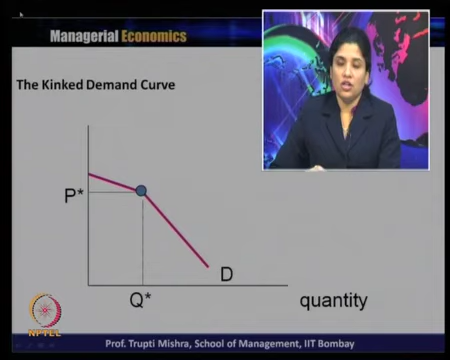 Managerial Economics
The Kinked Demand Curve
P*
D
Q*
quantity
NPTEL
Prof. Trupti Mishra, School of Management, IIT Bombay